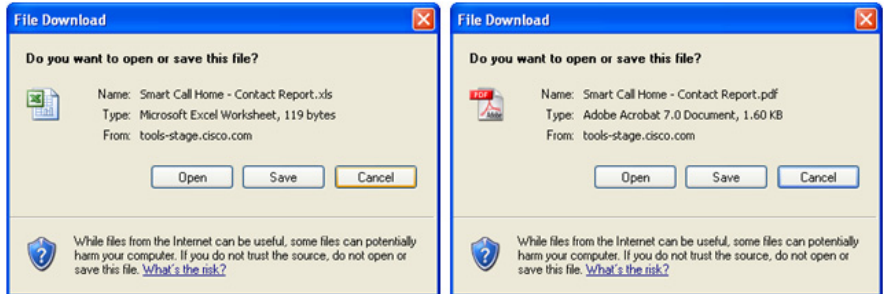 File Download
Do you want to open or save this file?
Name: Smart Call Home - Contact Report.xls
Type: Microsoft Excel Worksheet, 119 bytes
From: tools-stage.cisco.com
Open Save Cancel
While files from the Internet can be useful, some files can potentially
harm your computer. If you do not trust the source, do not open or
save this file. What's the risk?
File Download
Do you want to open or save this file?
PDF
Adobe
Name: Smart Call Home - Contact Report.pdf
Type: Adobe Acrobat 7.0 Document, 1.60 KB
From: tools-stage.cisco.com
Open Save Cancel
While files from the Internet can be useful, some files can potentially
harm your computer. If you do not trust the source, do not open or
save this file. What's the risk?